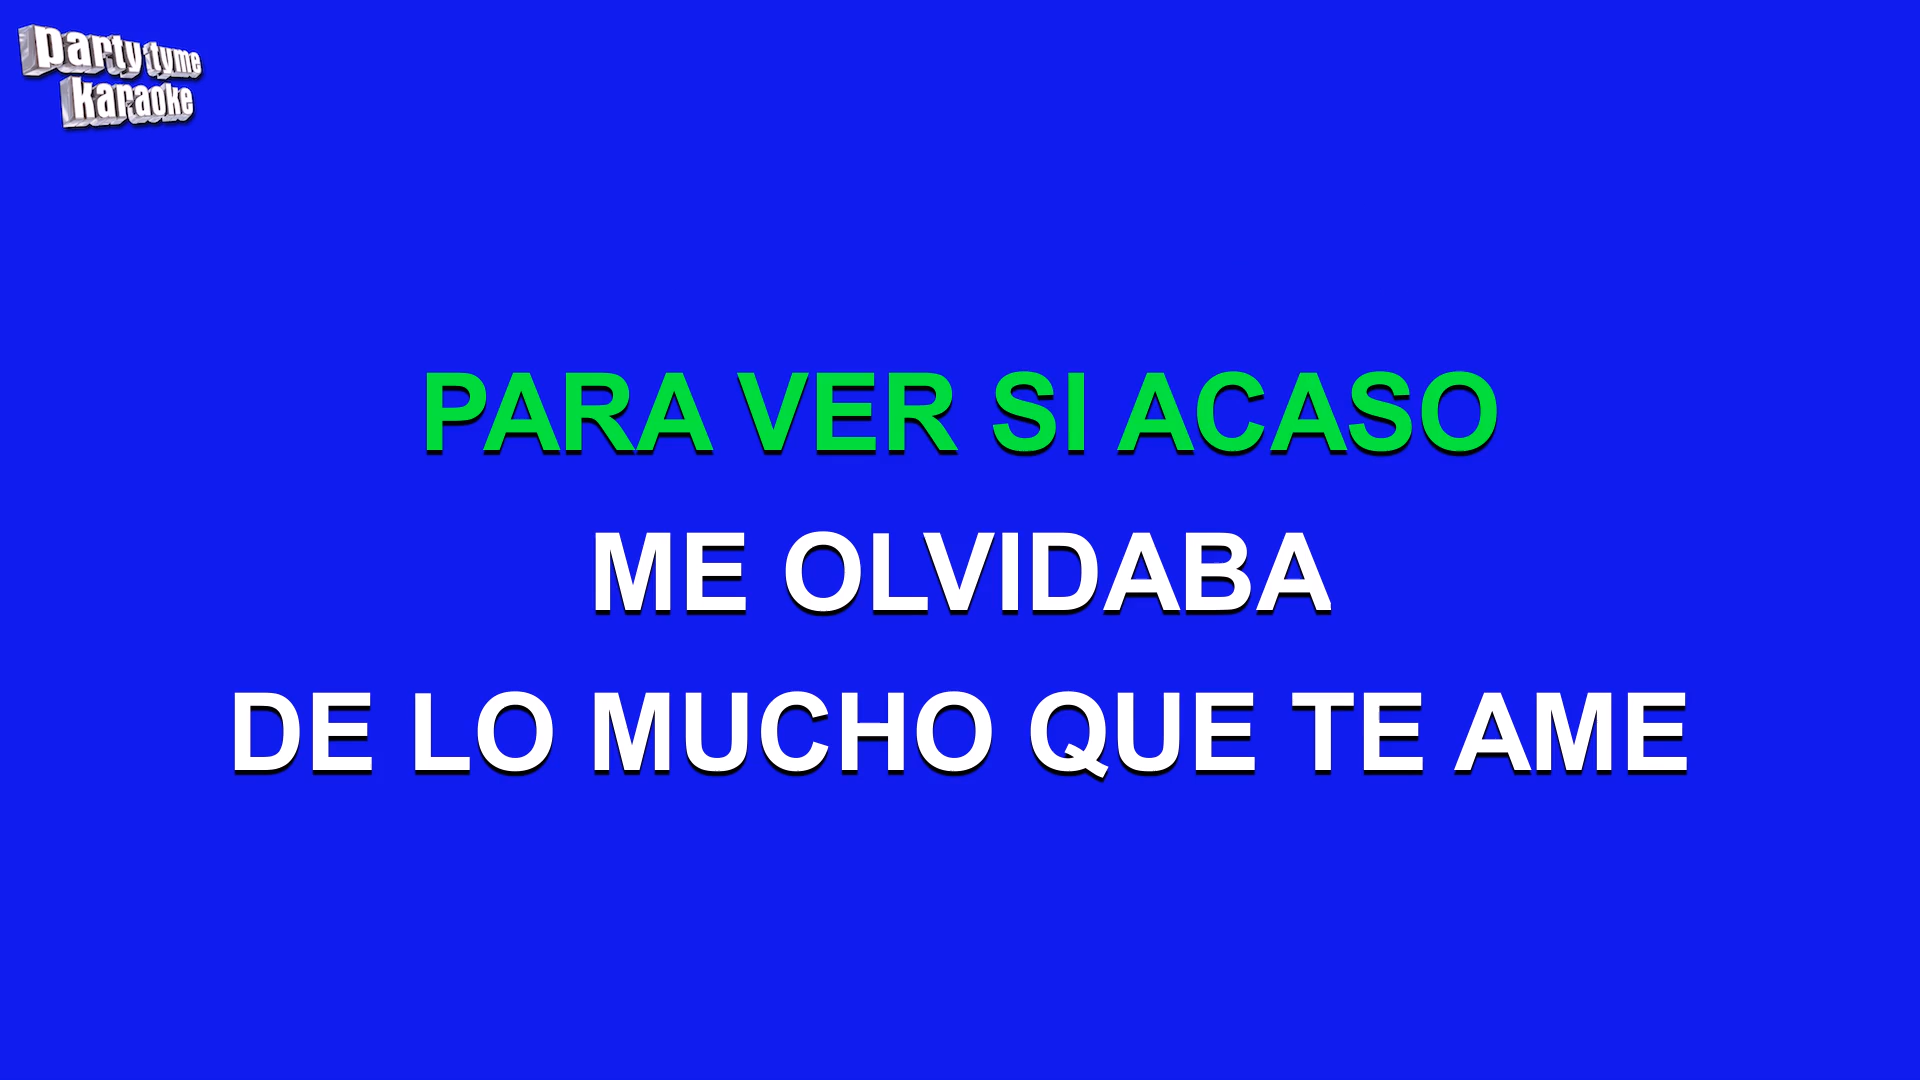 party tyme
karaoke
PARA VER SI ACASO
ME OLVIDABA
DE LO MUCHO QUE TE AME